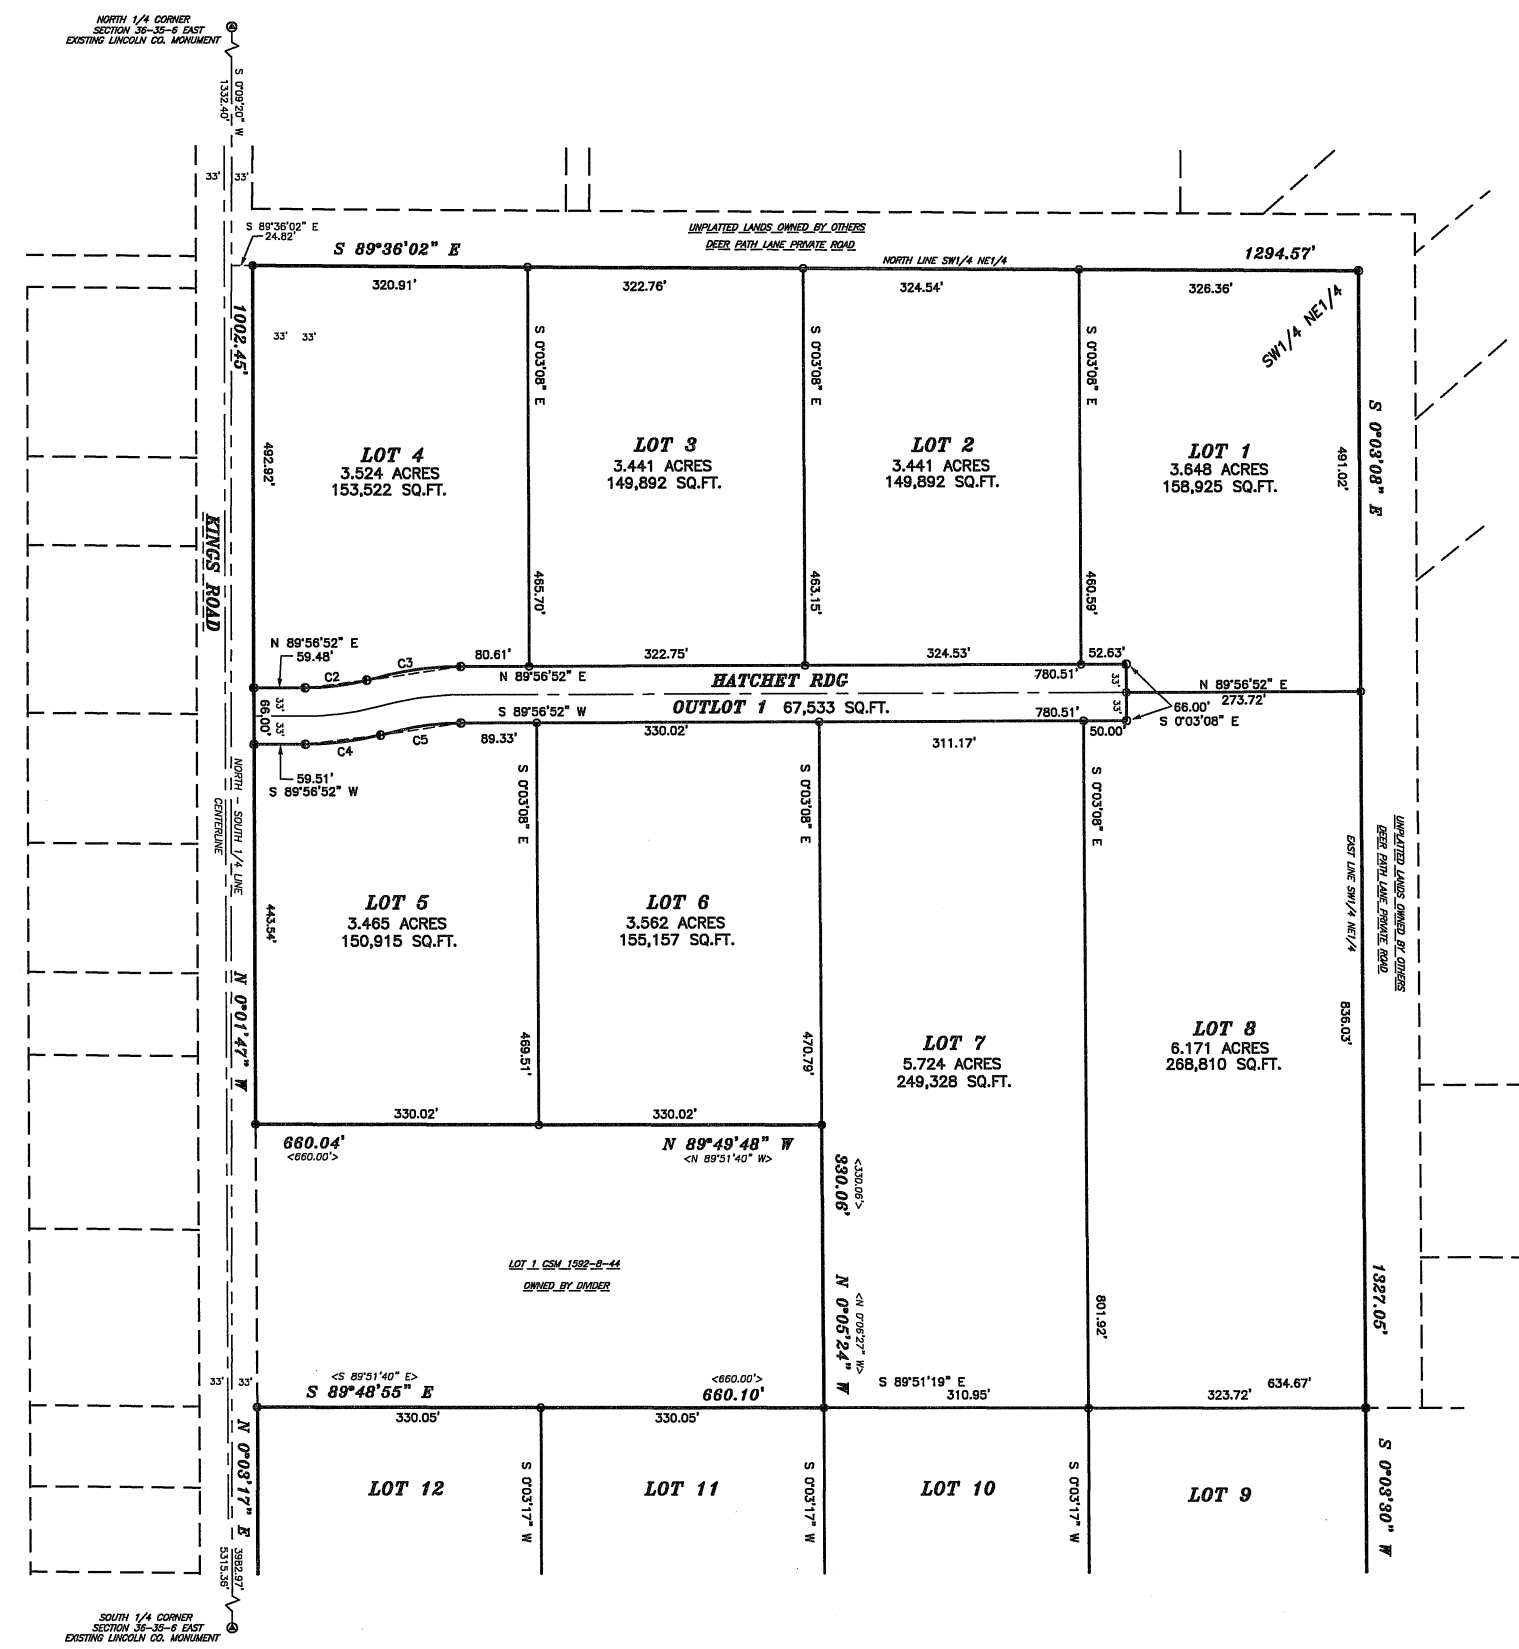 NORTH 1/4 CORNER
SECTION 36-35-6 EAST
EXISTING LINCOLN CO. MONUMENT
S 0°09'20" W
1332.40'
33' 33'
S 89°36'02" E
24.82'
S 89°36'02" E
UNPLATTED LANDS OWNED BY OTHERS
DEER PATH LANE PRIVATE ROAD
NORTH LINE SW1/4 NE1/4
1294.57'
320.91'
322.76'
324.54'
326.36'
SW1/4 NE1/4
1002.45'
33' 33'
S 0°03'08" E
S 0°03'08" E
S 0°03'08" E
S 0°03'08" E
492.92'
LOT 4
3.524 ACRES
153,522 SQ.FT.
LOT 3
3.441 ACRES
149,892 SQ.FT.
LOT 2
3.441 ACRES
149,892 SQ.FT.
LOT 1
3.648 ACRES
158,925 SQ.FT.
491.02'
KINGS ROAD
465.70'
463.15'
460.59'
N 89°56'52" E
59.48'
C2
C3
80.61'
N 89°56'52" E
322.75'
324.53'
52.63'
HATCHET RDG
780.51'
33'
33'
N 89°56'52" E
273.72'
66.00'
S 0°03'08" E
66.00'
33'
33'
OUTLOT 1 67,533 SQ.FT.
S 89°56'52" W
780.51'
C4
C5
89.33'
330.02'
311.17'
50.00'
59.51'
S 89°56'52" W
NORTH - SOUTH 1/4 LINE
CENTERLINE
S 0°03'08" E
S 0°03'08" E
S 0°03'08" E
UNPLATTED LANDS OWNED BY OTHERS
DEER PATH LANE PRIVATE ROAD
EAST LINE SW1/4 NE1/4
443.54'
LOT 5
3.465 ACRES
150,915 SQ.FT.
LOT 6
3.562 ACRES
155,157 SQ.FT.
LOT 7
5.724 ACRES
249,328 SQ.FT.
LOT 8
6.171 ACRES
268,810 SQ.FT.
836.03'
N 0°01'47" W
469.51'
470.79'
330.02'
330.02'
660.04'
<660.00'>
N 89°49'48" W
<N 89°51'40" W>
<330.06'>
330.06'
LOT 1 CSM 1592-8-44
OWNED BY DIVIDER
<N 0°06'27" W>
N 0°05'24" W
801.92'
1327.05'
33' 33'
<S 89°51'40" E>
S 89°48'55" E
<660.00'>
660.10'
S 89°51'19" E
310.95'
634.67'
323.72'
330.05'
330.05'
N 0°03'17" E
LOT 12
S 0°03'17" W
LOT 11
S 0°03'17" W
LOT 10
S 0°03'17" W
LOT 9
S 0°03'30" W
3982.97'
5315.36'
SOUTH 1/4 CORNER
SECTION 36-35-6 EAST
EXISTING LINCOLN CO. MONUMENT